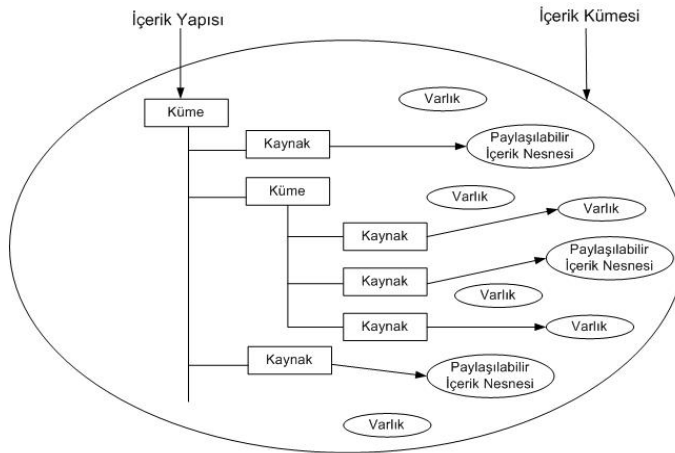 İçerik Yapısı
İçerik Kümesi
Varlık
Küme
Kaynak
Paylaşılabilir
İçerik Nesnesi
Küme
Varlık
Kaynak
Varlık
Kaynak
Paylaşılabilir
İçerik Nesnesi
Varlık
Kaynak
Varlık
Kaynak
Paylaşılabilir
İçerik Nesnesi
Varlık